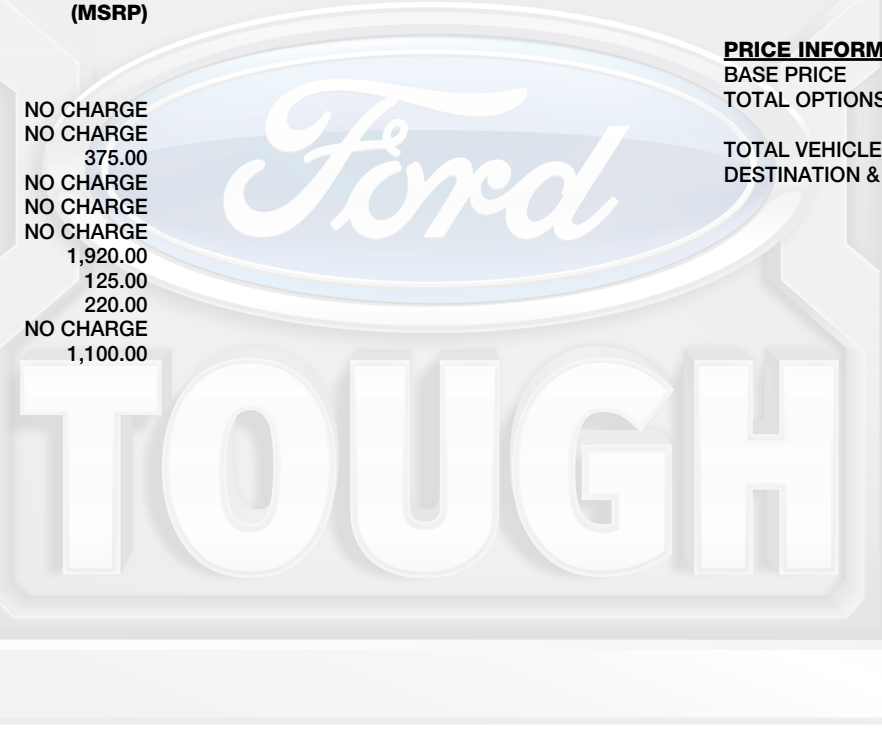 (MSRP)
NO CHARGE
NO CHARGE
375.00
NO CHARGE
NO CHARGE
NO CHARGE
1,920.00
125.00
220.00
NO CHARGE
1,100.00
PRICE INFORM
BASE PRICE
TOTAL OPTIONS
TOTAL VEHICLE
DESTINATION &
Ford
TOUGH